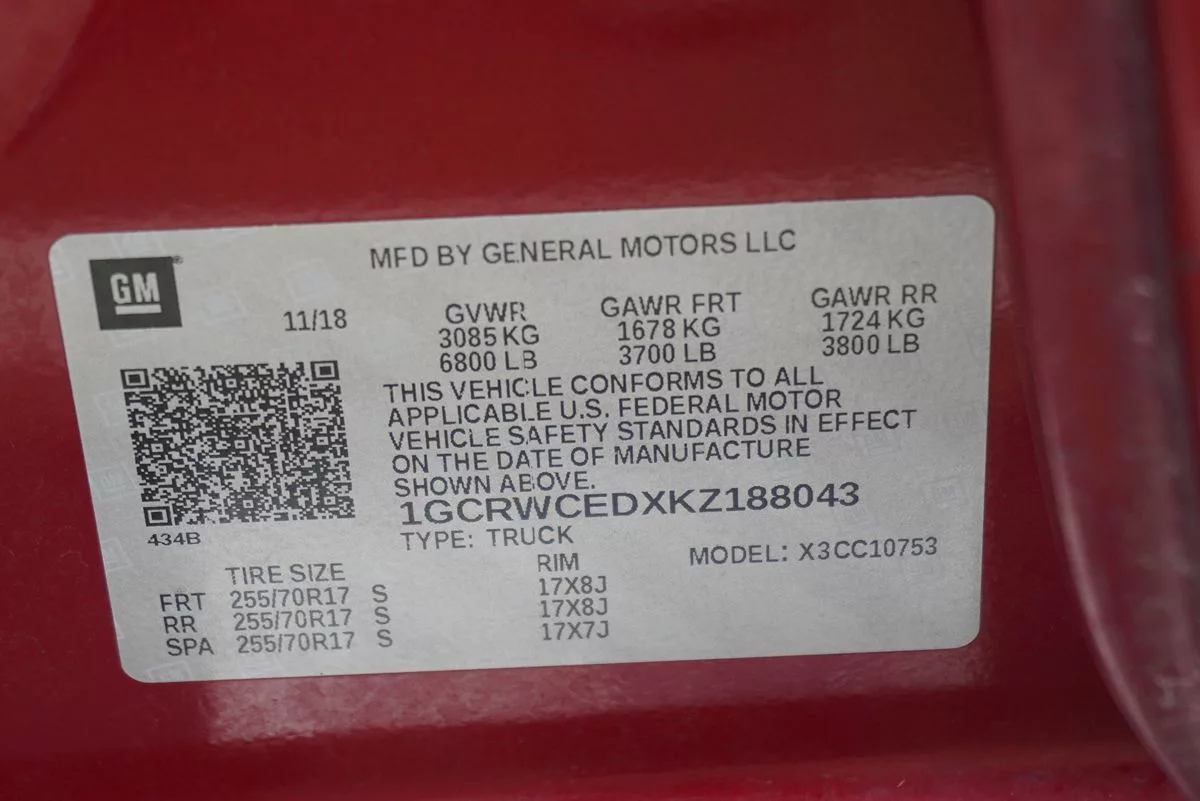 MFD BY GENERAL MOTORS LLC
GM®
11/18
GVWR GAWR FRT GAWR RR
3085 KG 1678 KG 1724 KG
6800 LB 3700 LB 3800 LB
THIS VEHICLE CONFORMS TO ALL
APPLICABLE U.S. FEDERAL MOTOR
VEHICLE SAFETY STANDARDS IN EFFECT
ON THE DATE OF MANUFACTURE
SHOWN ABOVE.
1GCRWCEDXKZ188043
434B
TYPE: TRUCK MODEL: X3CC10753
TIRE SIZE RIM
FRT 255/70R17 S 17X8J
RR 255/70R17 S 17X8J
SPA 255/70R17 S 17X7J